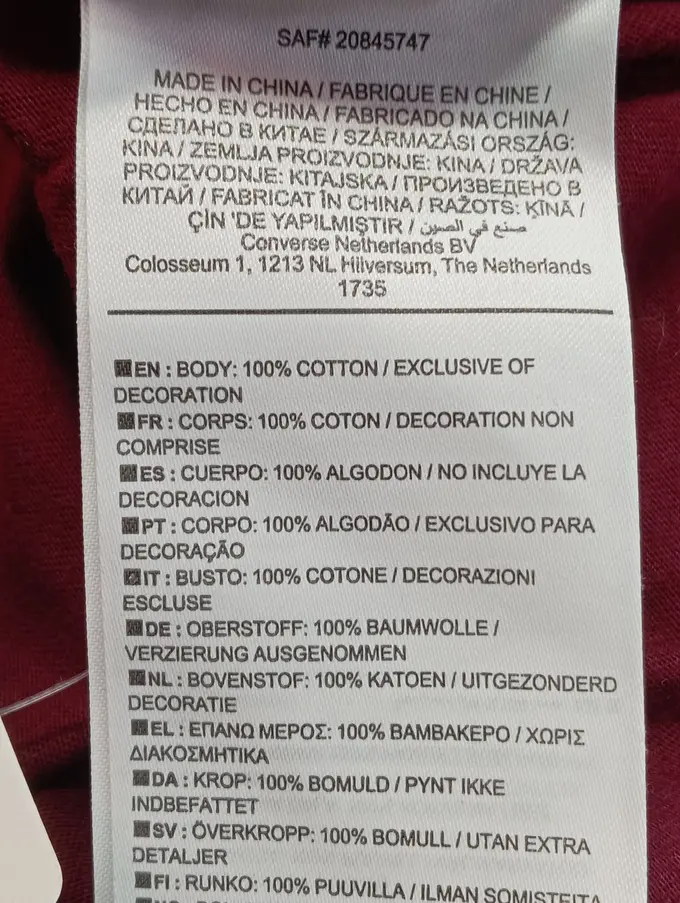 SAF# 20845747
MADE IN CHINA / FABRIQUE EN CHINE /
HECHO EN CHINA / FABRICADO NA CHINA /
СДЕЛАНО В КИТАЕ / SZÁRMAZÁSI ORSZÁG:
KINA / ZEMLJA PROIZVODNJE: KINA / DRŽAVA
PROIZVODNJE: KITAJSKA / ПРОИЗВЕДЕНО В
КИТАЙ / FABRICAT ÎN CHINA / RAŽOTS: ĶĪNĀ /
ÇİN 'DE YAPILMIŞTIR / صنع في الصين
Converse Netherlands BV
Colosseum 1, 1213 NL Hilversum, The Netherlands
1735
EN : BODY: 100% COTTON / EXCLUSIVE OF
DECORATION
FR : CORPS: 100% COTON / DECORATION NON
COMPRISE
ES : CUERPO: 100% ALGODON / NO INCLUYE LA
DECORACION
PT : CORPO: 100% ALGODÃO / EXCLUSIVO PARA
DECORAÇÃO
IT : BUSTO: 100% COTONE / DECORAZIONI
ESCLUSE
DE : OBERSTOFF: 100% BAUMWOLLE /
VERZIERUNG AUSGENOMMEN
NL : BOVENSTOF: 100% KATOEN / UITGEZONDERD
DECORATIE
EL : ΕΠΑΝΩ ΜΕΡΟΣ: 100% ΒΑΜΒΑΚΕΡΟ / ΧΩΡΙΣ
ΔΙΑΚΟΣΜΗΤΙΚΑ
DA : KROP: 100% BOMULD / PYNT IKKE
INDBEFATTET
SV : ÖVERKROPP: 100% BOMULL / UTAN EXTRA
DETALJER
FI : RUNKO: 100% PUUVILLA / ILMAN SOMISTEITA